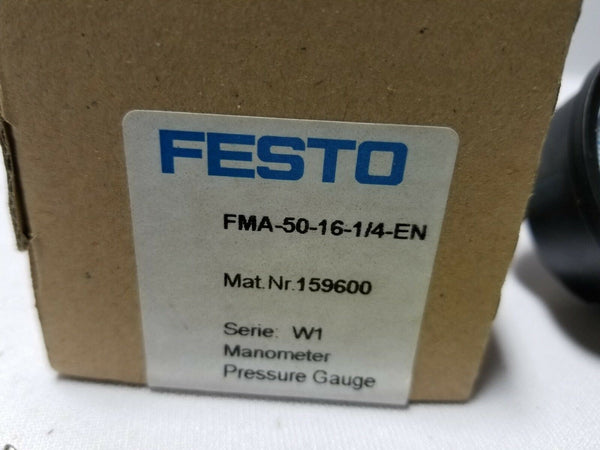 FESTO
FMA-50-16-1/4-EN
Mat.Nr.159600
Serie: W1
Manometer
Pressure Gauge